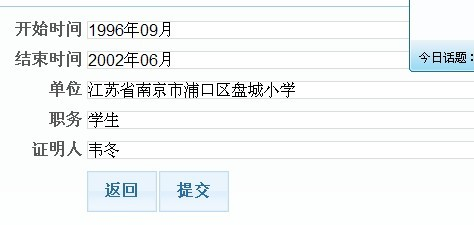 开始时间 1996年09月
今日话题：
结束时间 2002年06月
单位 江苏省南京市浦口区盘城小学
职务 学生
证明人 韦冬
返回 提交